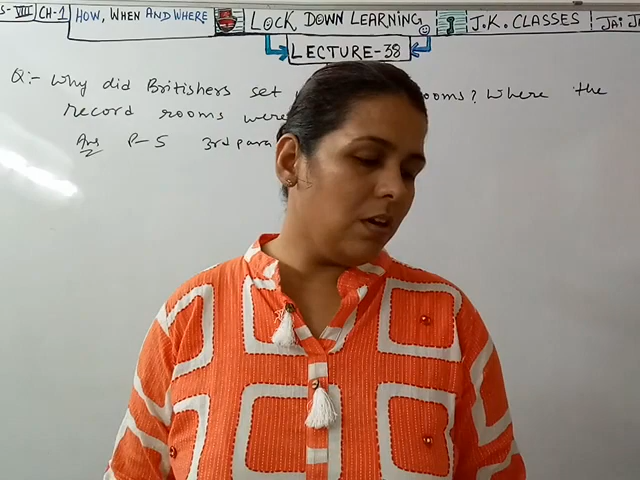 S-VIII CH-1 HOW, WHEN AND WHERE LOCK DOWN LEARNING J.K. CLASSES JAI
LECTURE-38
Q:- Why did Britishers set ooms? Where the
record rooms were
Ans P-5 3rd para